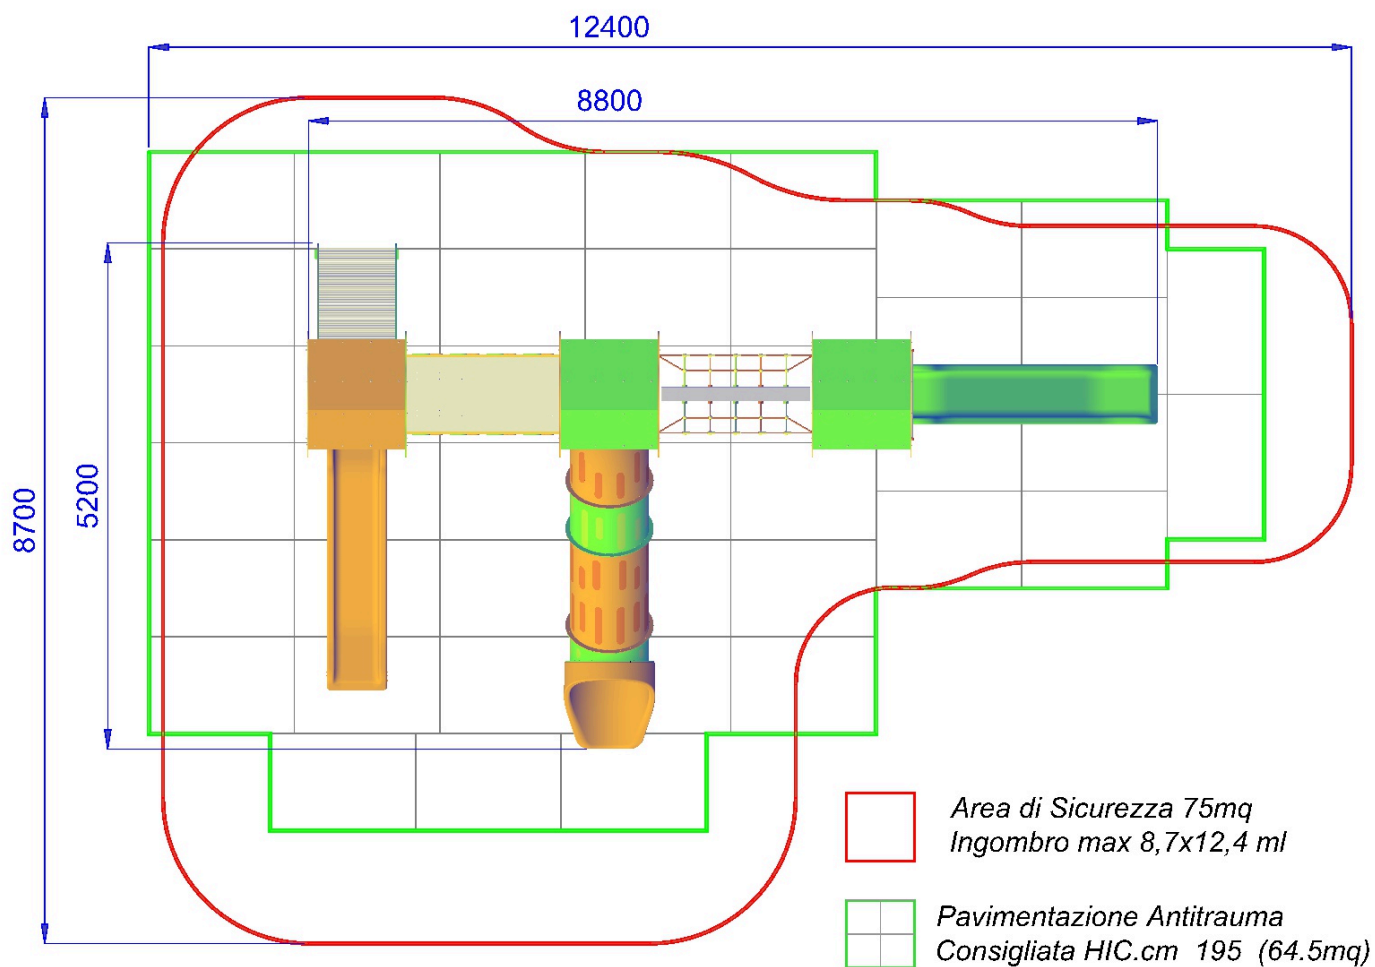 12400
8800
8700
5200
Area di Sicurezza 75mq
Ingombro max 8,7x12,4 ml
Pavimentazione Antitrauma
Consigliata HIC.cm 195 (64.5mq)